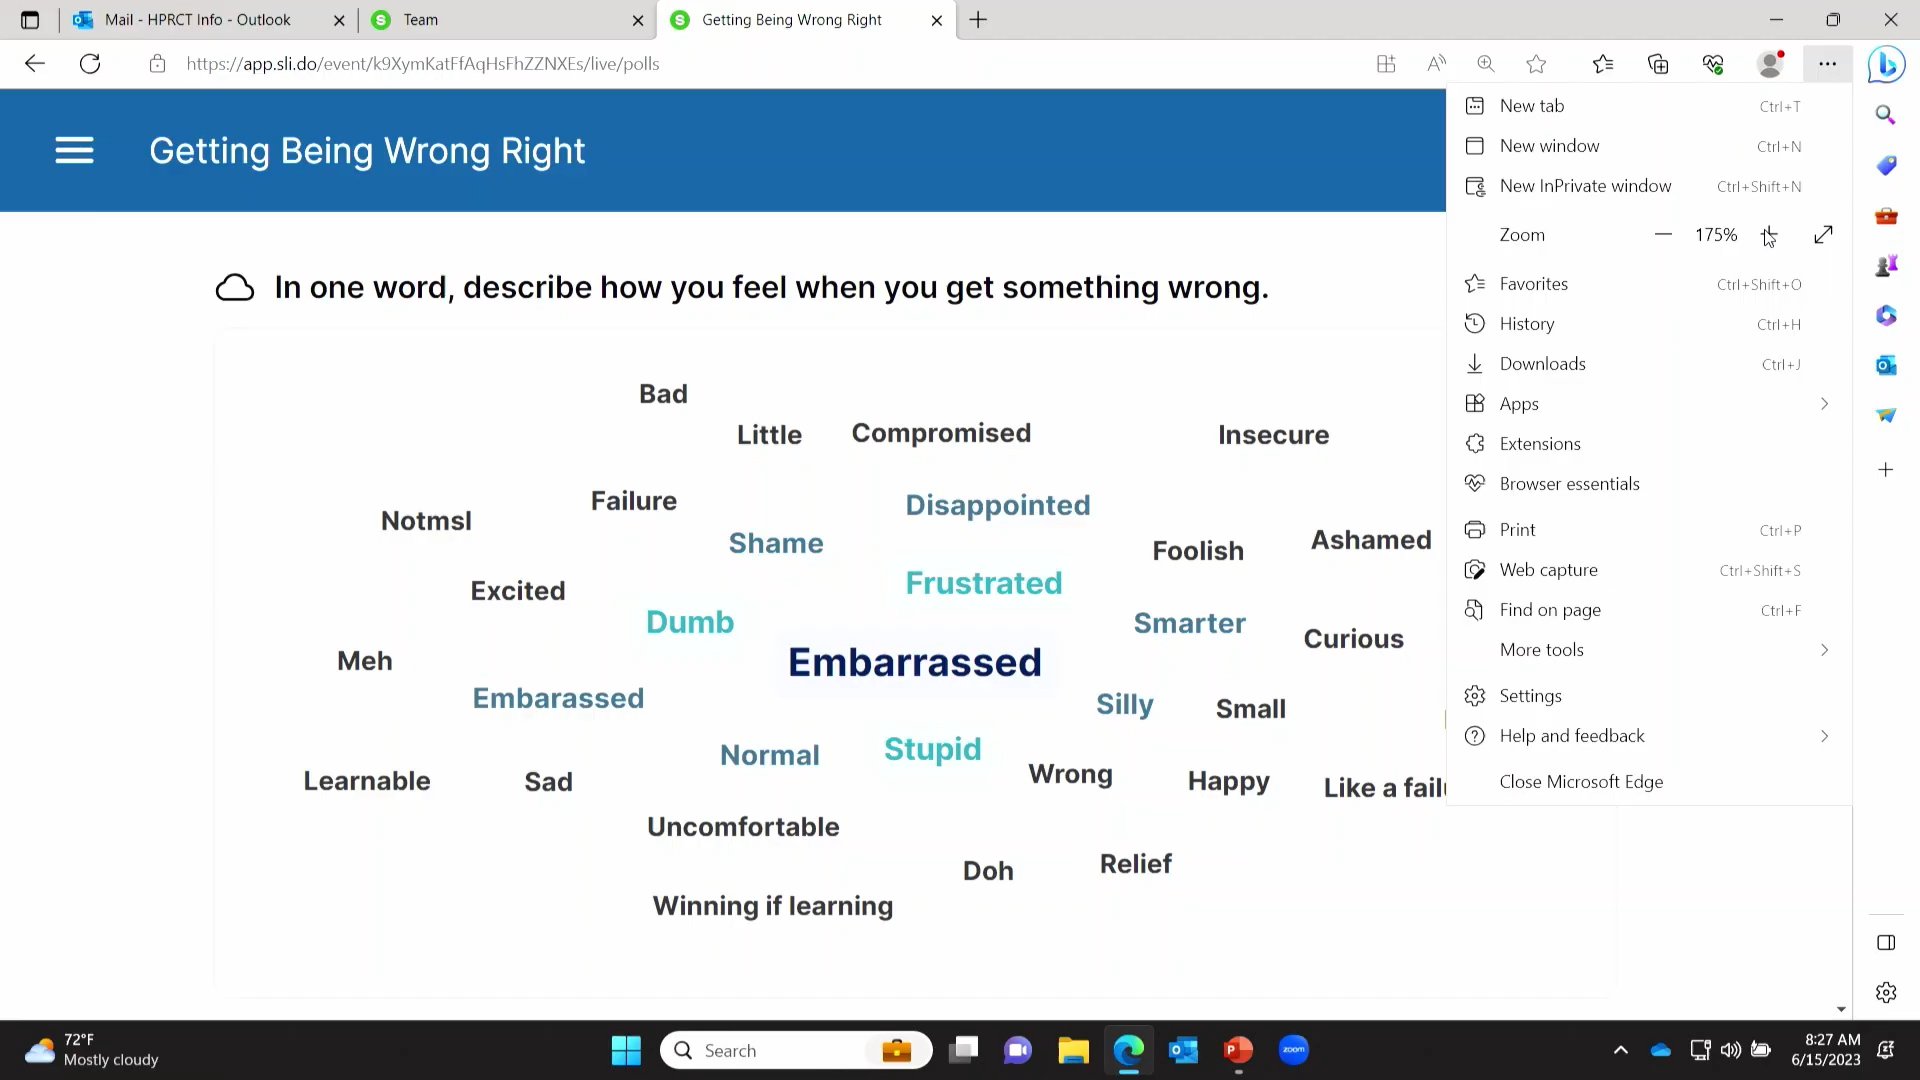 Mail - HPRCT Info - Outlook
Team
Getting Being Wrong Right
https://app.sli.do/event/k9XymKatFfAqHsFhZZNXEs/live/polls
Getting Being Wrong Right
In one word, describe how you feel when you get something wrong.
Bad
Little
Compromised
Insecure
Failure
Disappointed
Notmsl
Shame
Foolish
Ashamed
Excited
Frustrated
Dumb
Smarter
Curious
Meh
Embarrassed
Embarassed
Silly
Small
Normal
Stupid
Wrong
Learnable
Sad
Happy
Like a fail
Uncomfortable
Doh
Relief
Winning if learning
New tab Ctrl+T
New window Ctrl+N
New InPrivate window Ctrl+Shift+N
Zoom 175%
Favorites Ctrl+Shift+O
History Ctrl+H
Downloads Ctrl+J
Apps
Extensions
Browser essentials
Print Ctrl+P
Web capture Ctrl+Shift+S
Find on page Ctrl+F
More tools
Settings
Help and feedback
Close Microsoft Edge
72°F
Mostly cloudy
Search
zoom
8:27 AM
6/15/2023